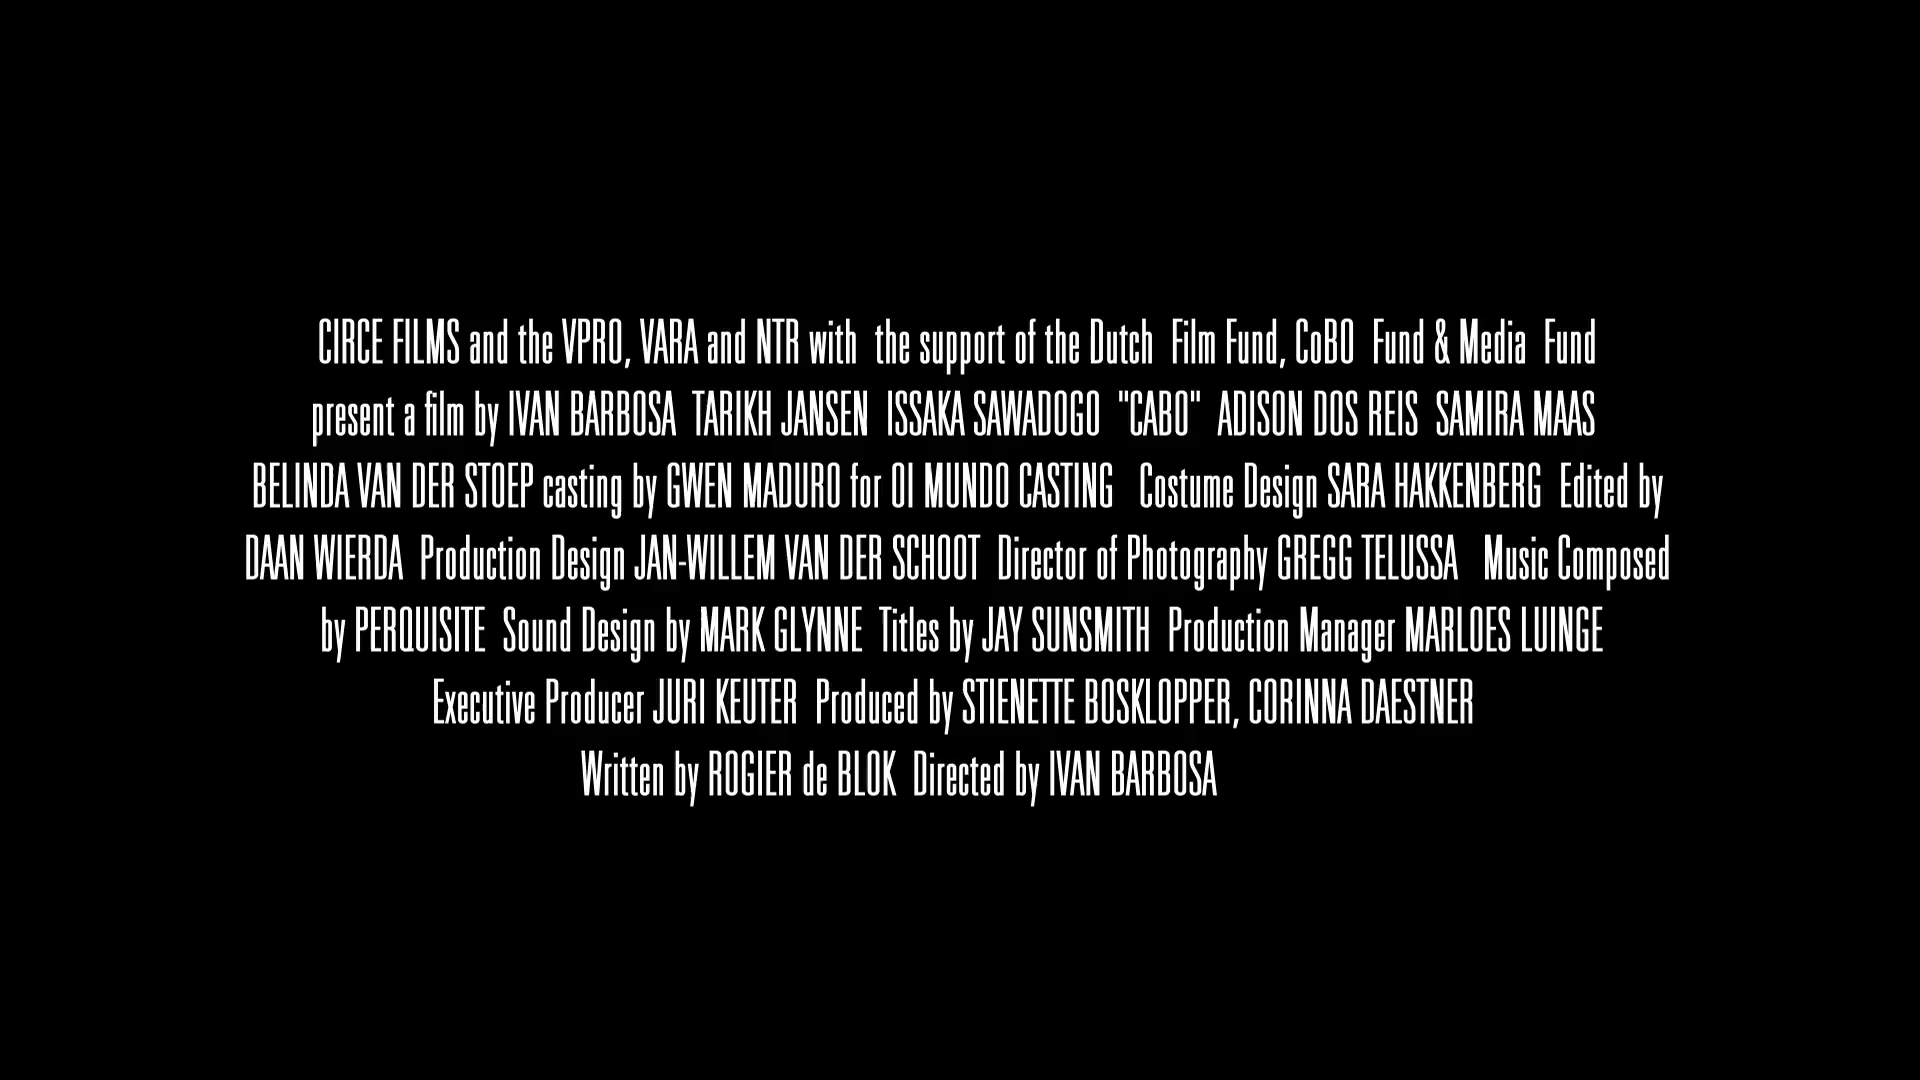 CIRCE FILMS and the VPRO, VARA and NTR with the support of the Dutch Film Fund, CoBO Fund & Media Fund
present a film by IVAN BARBOSA TARIKH JANSEN ISSAKA SAWADOGO "CABO" ADISON DOS REIS SAMIRA MAAS
BELINDA VAN DER STOEP casting by GWEN MADURO for OI MUNDO CASTING Costume Design SARA HAKKENBERG Edited by
DAAN WIERDA Production Design JAN-WILLEM VAN DER SCHOOT Director of Photography GREGG TELUSSA Music Composed
by PERQUISITE Sound Design by MARK GLYNNE Titles by JAY SUNSMITH Production Manager MARLOES LUINGE
Executive Producer JURI KEUTER Produced by STIENETTE BOSKLOPPER, CORINNA DAESTNER
Written by ROGIER de BLOK Directed by IVAN BARBOSA